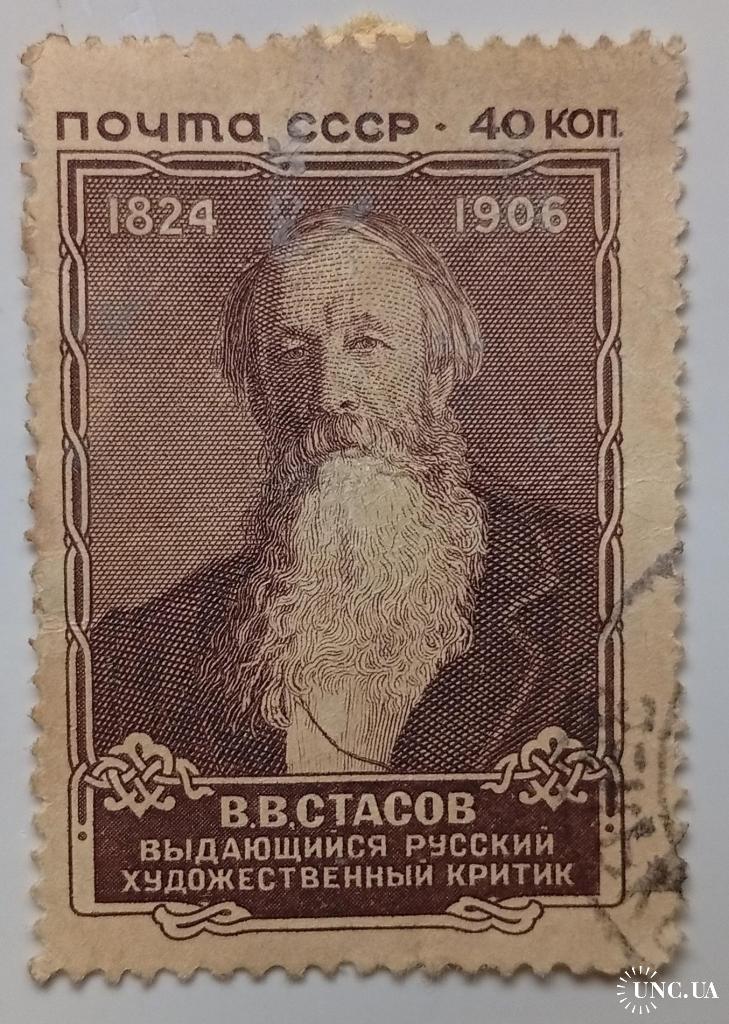 почта СССР · 40 КОП.
1824 1906
В.В.СТАСОВ
ВЫДАЮЩИЙСЯ РУССКИЙ
ХУДОЖЕСТВЕННЫЙ КРИТИК
UNC.UA